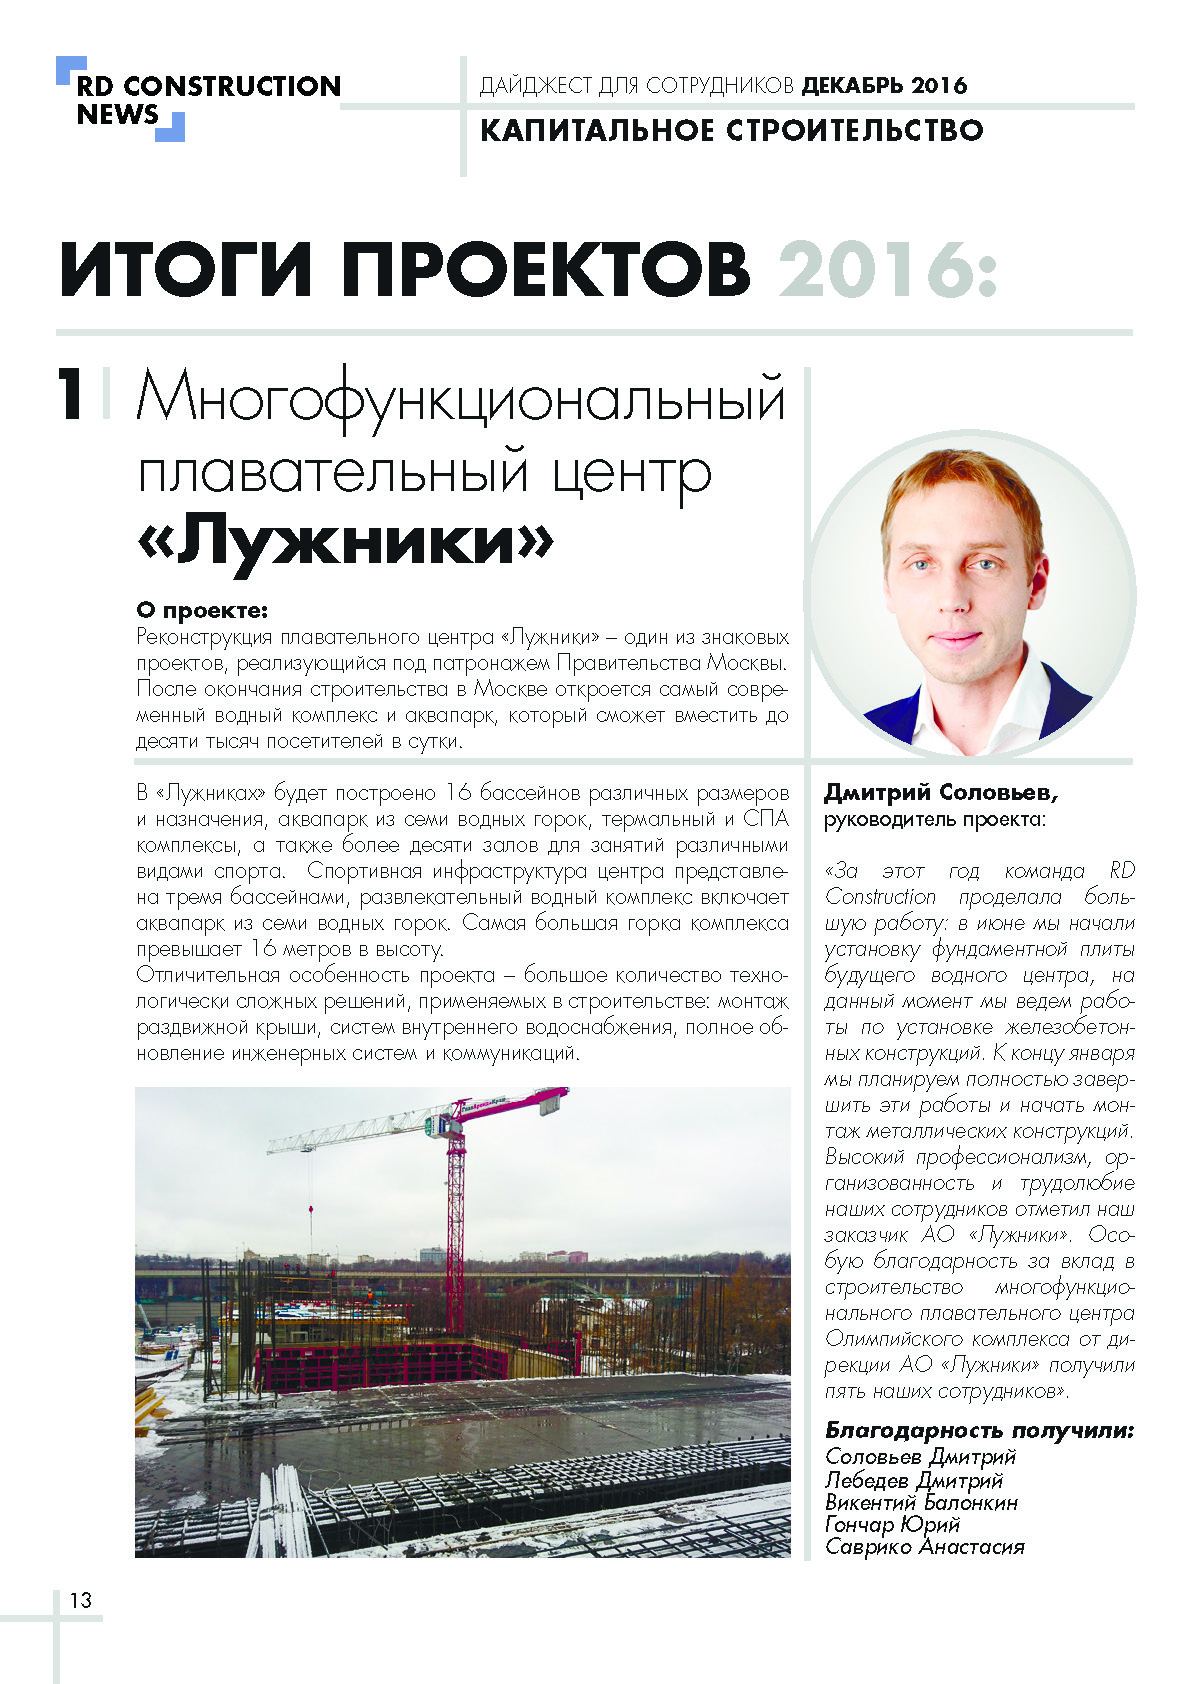 RD CONSTRUCTION
NEWS
ДАЙДЖЕСТ ДЛЯ СОТРУДНИКОВ ДЕКАБРЬ 2016
КАПИТАЛЬНОЕ СТРОИТЕЛЬСТВО
ИТОГИ ПРОЕКТОВ 2016:
1 Многофункциональный
плавательный центр
«Лужники»
О проекте:
Реконструкция плавательного центра «Лужники» – один из знаковых
проектов, реализующийся под патронажем Правительства Москвы.
После окончания строительства в Москве откроется самый совре-
менный водный комплекс и аквапарк, который сможет вместить до
десяти тысяч посетителей в сутки.
В «Лужниках» будет построено 16 бассейнов различных размеров
и назначения, аквапарк из семи водных горок, термальный и СПА
комплексы, а также более десяти залов для занятий различными
видами спорта. Спортивная инфраструктура центра представле-
на тремя бассейнами, развлекательный водный комплекс включает
аквапарк из семи водных горок. Самая большая горка комплекса
превышает 16 метров в высоту.
Отличительная особенность проекта – большое количество техно-
логически сложных решений, применяемых в строительстве: монтаж
раздвижной крыши, систем внутреннего водоснабжения, полное об-
новление инженерных систем и коммуникаций.
Дмитрий Соловьев,
руководитель проекта:
«За этот год команда RD
Construction проделала боль-
шую работу: в июне мы начали
установку фундаментной плиты
будущего водного центра, на
данный момент мы ведем рабо-
ты по установке железобетон-
ных конструкций. К концу января
мы планируем полностью завер-
шить эти работы и начать мон-
таж металлических конструкций.
Высокий профессионализм, ор-
ганизованность и трудолюбие
наших сотрудников отметил наш
заказчик АО «Лужники». Осо-
бую благодарность за вклад в
строительство многофункцио-
нального плавательного центра
Олимпийского комплекса от ди-
рекции АО «Лужники» получили
пять наших сотрудников».
Благодарность получили:
Соловьев Дмитрий
Лебедев Дмитрий
Викентий Балонкин
Гончар Юрий
Саврико Анастасия
13